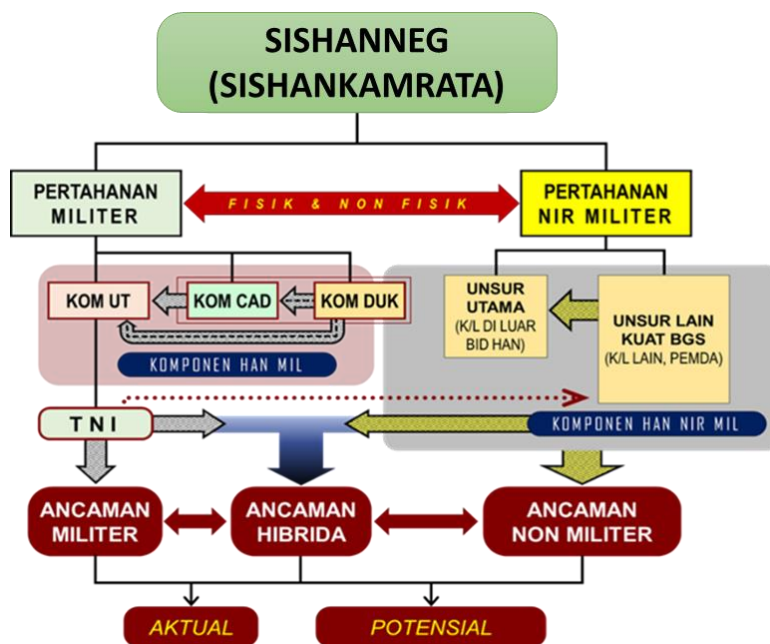 SISHANNEG
(SISHANKAMRATA)
PERTAHANAN
MILITER
FISIK & NON FISIK
PERTAHANAN
NIR MILITER
KOM UT
KOM CAD
KOM DUK
KOMPONEN HAN MIL
UNSUR
UTAMA
(K/L DI LUAR
BID HAN)
UNSUR LAIN
KUAT BGS
(K/L LAIN, PEMDA)
TNI
KOMPONEN HAN NIR MIL
ANCAMAN
MILITER
ANCAMAN
HIBRIDA
ANCAMAN
NON MILITER
AKTUAL
POTENSIAL